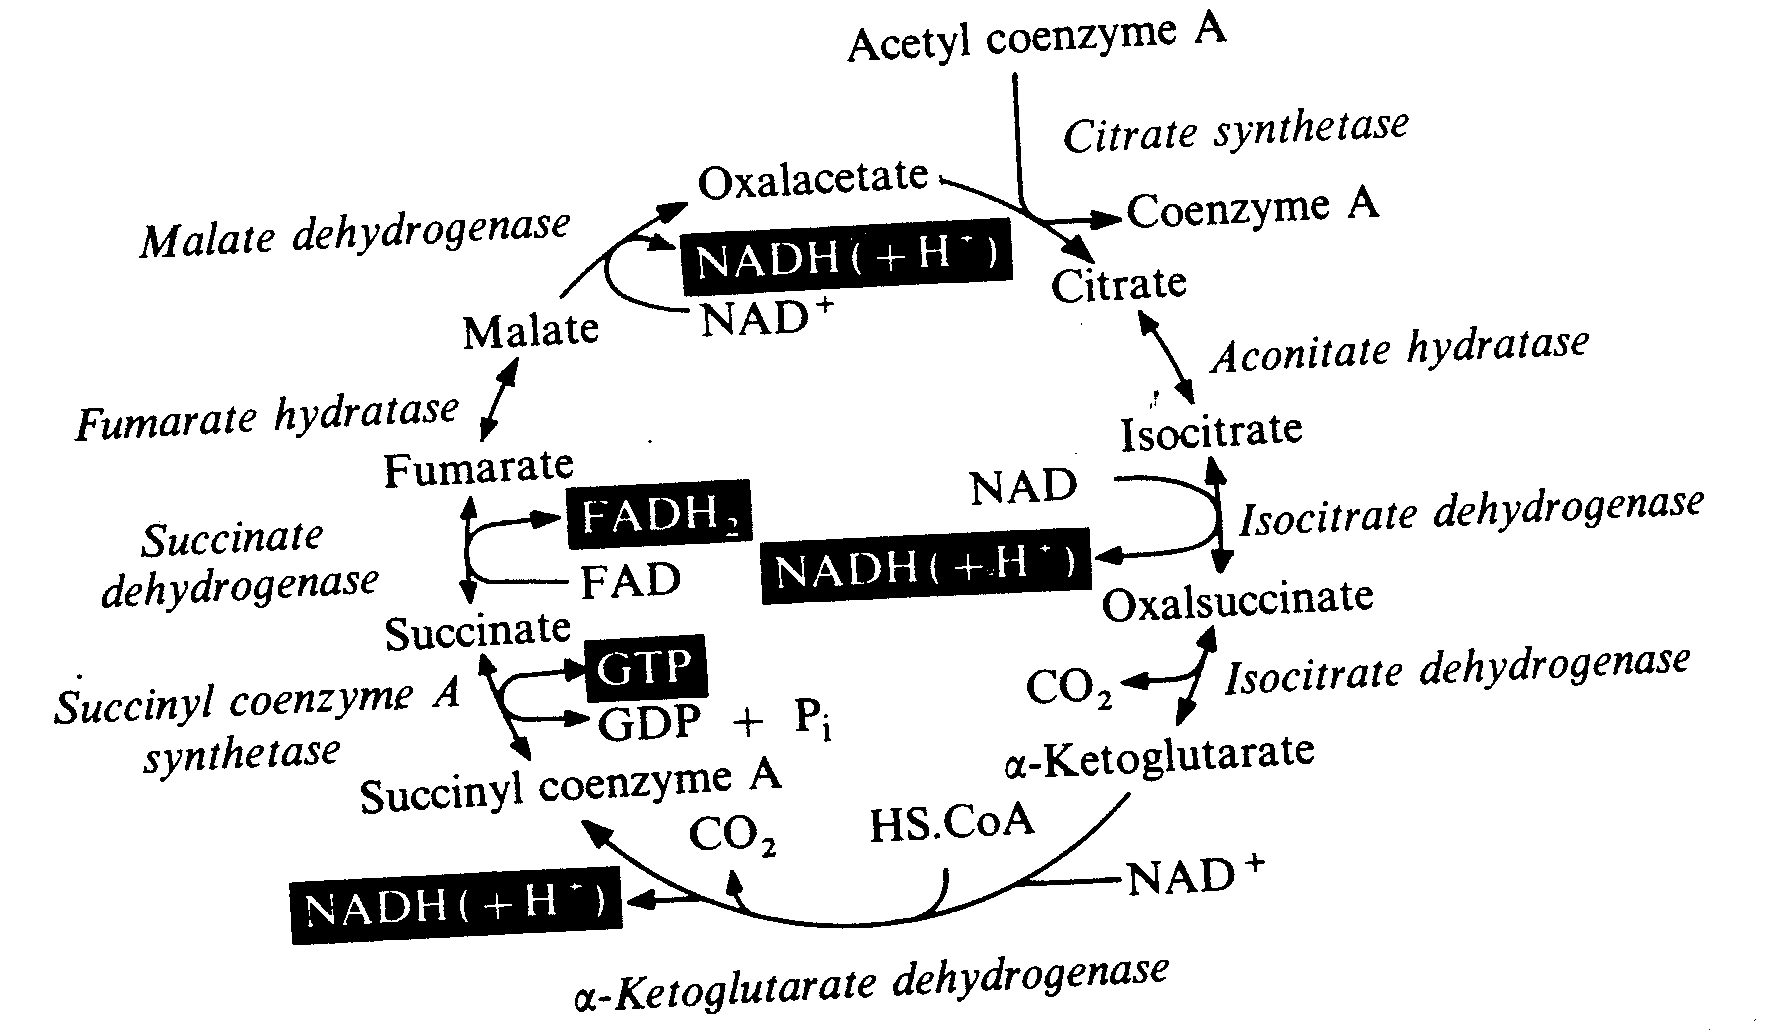 Acetyl coenzyme A
Citrate synthetase
Oxalacetate
Coenzyme A
Malate dehydrogenase
NADH(+H⁺)
Citrate
NAD⁺
Malate
Aconitate hydratase
Fumarate hydratase
Isocitrate
Fumarate
NAD
FADH₂
Isocitrate dehydrogenase
Succinate
dehydrogenase
NADH(+H⁺)
FAD
Oxalsuccinate
Succinate
GTP
CO₂
Isocitrate dehydrogenase
Succinyl coenzyme A
synthetase
GDP + Pᵢ
α-Ketoglutarate
Succinyl coenzyme A
CO₂
HS.CoA
NAD⁺
NADH(+H⁺)
α-Ketoglutarate dehydrogenase